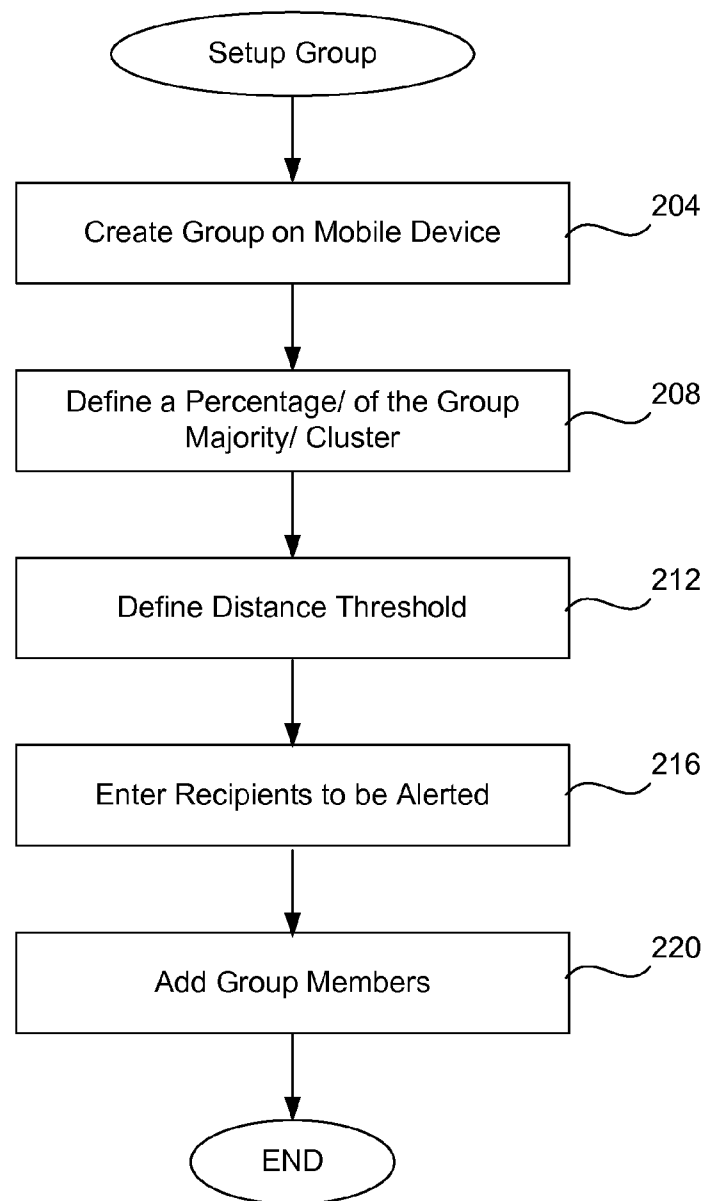 Setup Group
Create Group on Mobile Device
204
Define a Percentage/ of the Group
Majority/ Cluster
208
Define Distance Threshold
212
Enter Recipients to be Alerted
216
Add Group Members
220
END